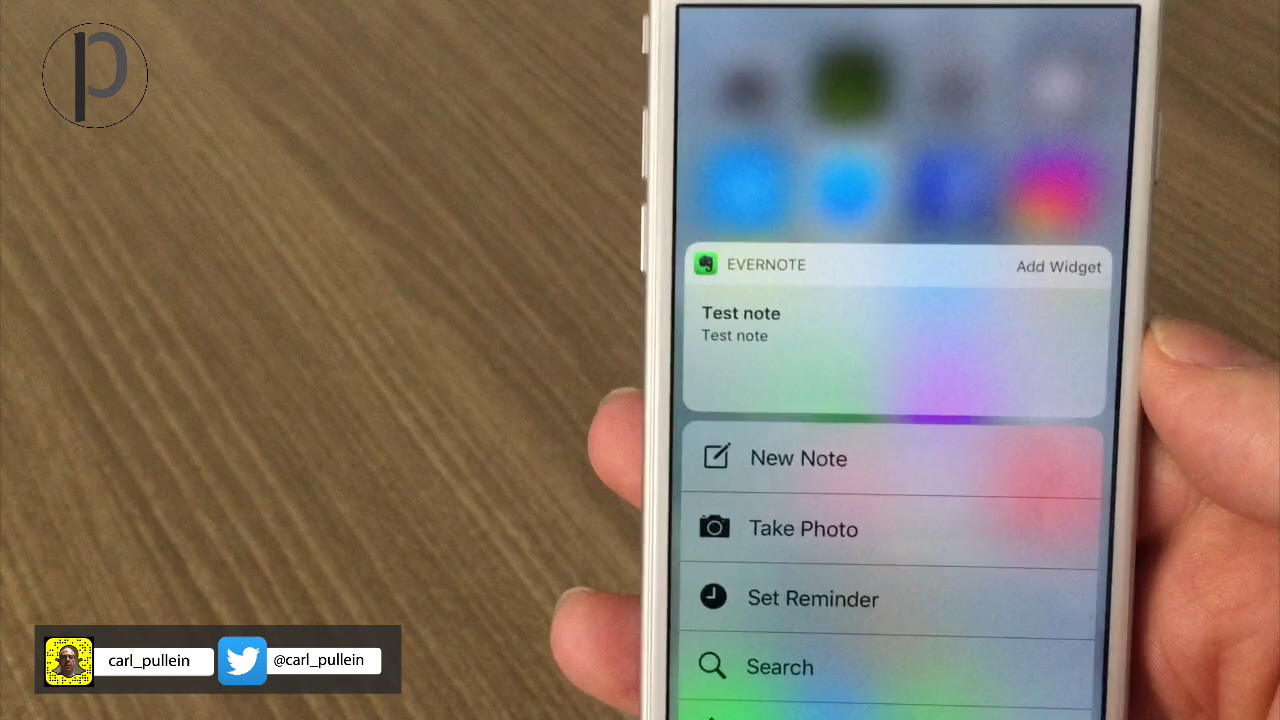 p
EVERNOTE
Add Widget
Test note
Test note
New Note
Take Photo
Set Reminder
Search
carl_pullein
@carl_pullein